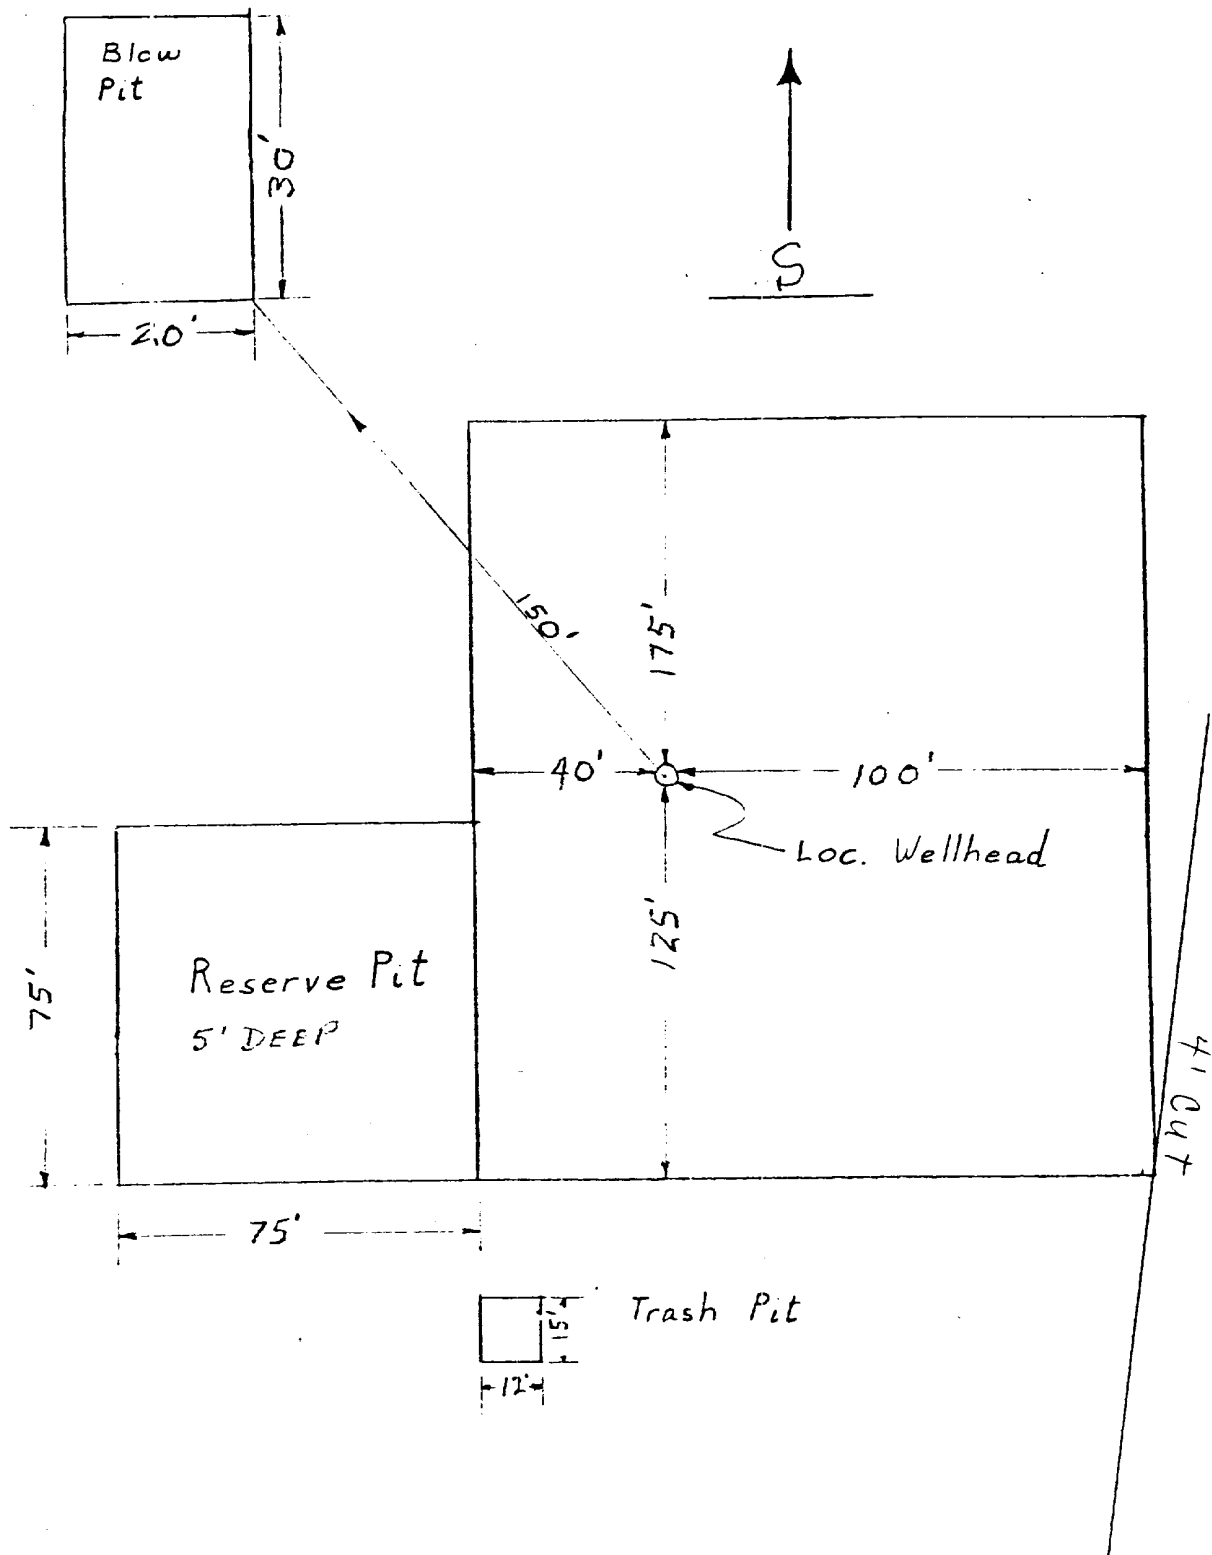 Blow
Pit
30'
20'
S
150'
175'
40'
100'
Loc. Wellhead
125'
75'
Reserve Pit
5' DEEP
4' Cut
75'
Trash Pit
15'
12'